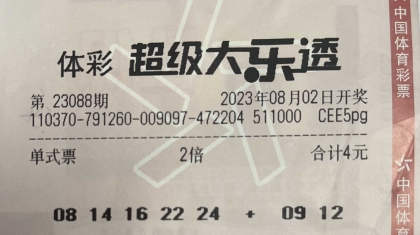 体彩 超级大乐透
第 23088期 2023年08月02日开奖
110370-791260-009097-472204 511000 CEE5pg
单式票 2倍 合计4元
08 14 16 22 24 + 09 12
中国体育彩票
中国体育